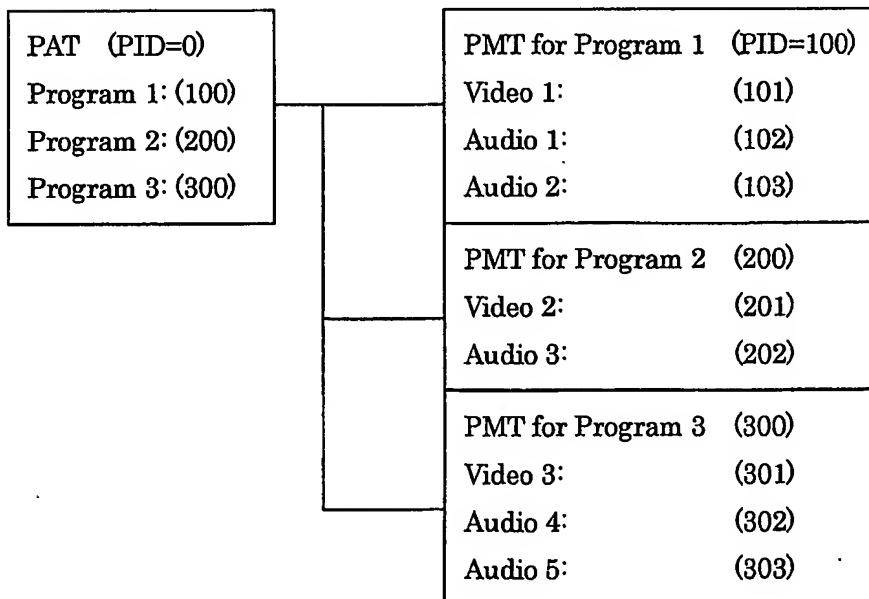 PAT (PID=0)
Program 1: (100)
Program 2: (200)
Program 3: (300)
PMT for Program 1 (PID=100)
Video 1: (101)
Audio 1: (102)
Audio 2: (103)
PMT for Program 2 (200)
Video 2: (201)
Audio 3: (202)
PMT for Program 3 (300)
Video 3: (301)
Audio 4: (302)
Audio 5: (303)